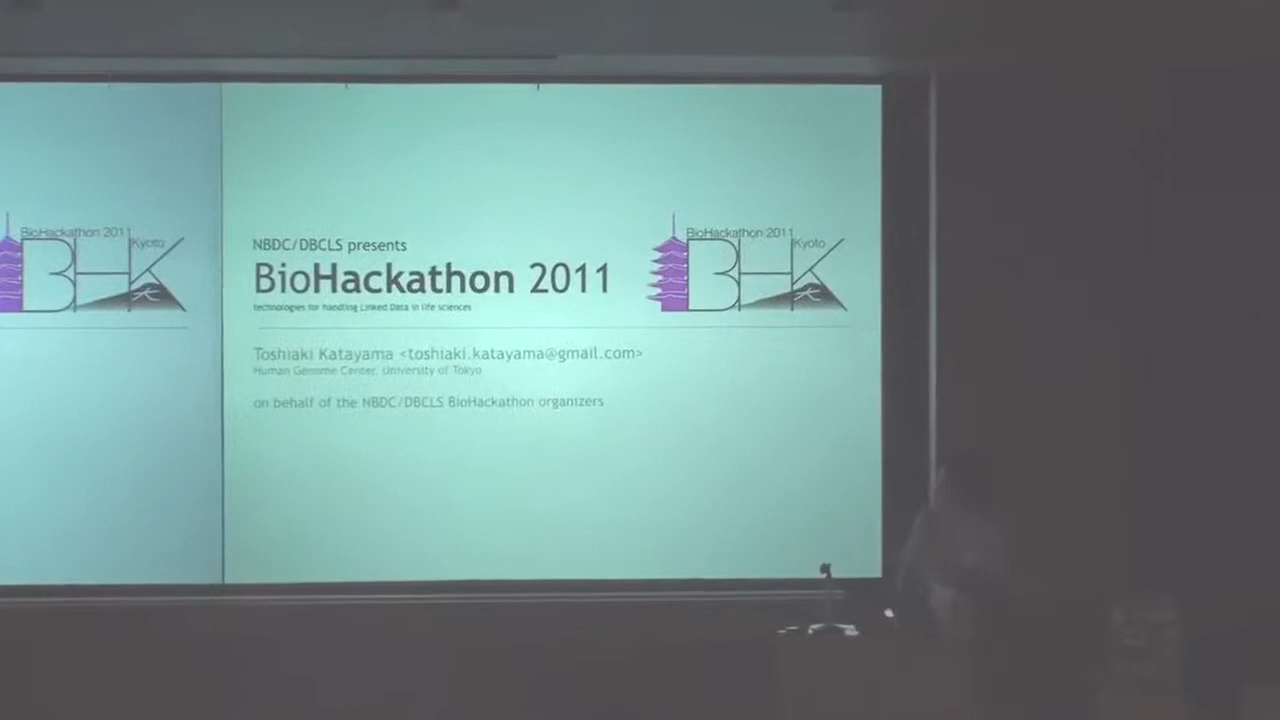 BioHackathon 2011
Kyoto
BHK
NBDC/DBCLS presents
BioHackathon 2011
technologies for handling Linked Data in life sciences
BioHackathon 2011
Kyoto
BHK
Toshiaki Katayama <toshiaki.katayama@gmail.com>
Human Genome Center, University of Tokyo
on behalf of the NBDC/DBCLS BioHackathon organizers